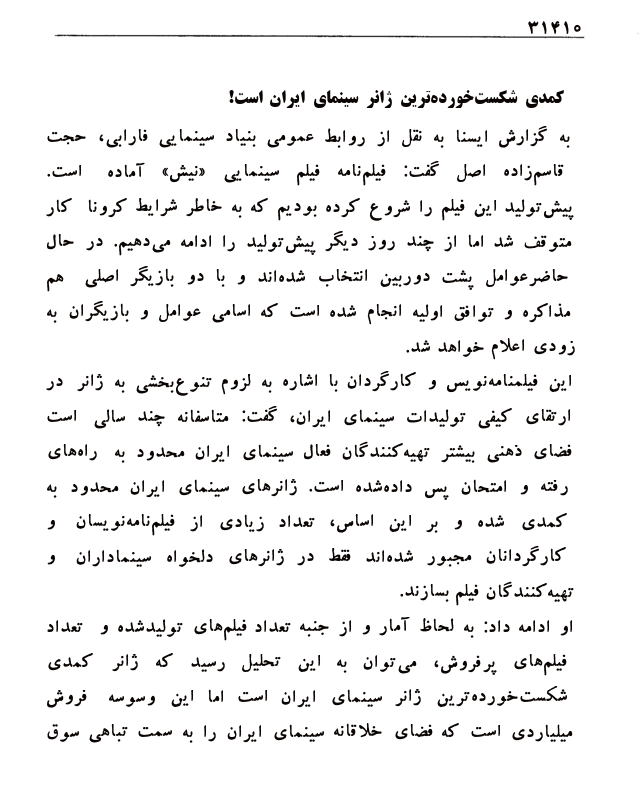 ۳۱۴۱۰
کمدی شکست‌خورده‌ترین ژانر سینمای ایران است!
به گزارش ایسنا به نقل از روابط عمومی بنیاد سینمایی فارابی، حجت
قاسم‌زاده اصل گفت: فیلم‌نامه فیلم سینمایی «نیش» آماده است.
پیش‌تولید این فیلم را شروع کرده بودیم که به خاطر شرایط کرونا کار
متوقف شد اما از چند روز دیگر پیش‌تولید را ادامه می‌دهیم. در حال
حاضرعوامل پشت دوربین انتخاب شده‌اند و با دو بازیگر اصلی هم
مذاکره و توافق اولیه انجام شده است که اسامی عوامل و بازیگران به
زودی اعلام خواهد شد.
این فیلمنامه‌نویس و کارگردان با اشاره به لزوم تنوع‌بخشی به ژانر در
ارتقای کیفی تولیدات سینمای ایران، گفت: متاسفانه چند سالی است
فضای ذهنی بیشتر تهیه‌کنندگان فعال سینمای ایران محدود به راه‌های
رفته و امتحان پس داده‌شده است. ژانرهای سینمای ایران محدود به
کمدی شده و بر این اساس، تعداد زیادی از فیلم‌نامه‌نویسان و
کارگردانان مجبور شده‌اند فقط در ژانرهای دلخواه سینماداران و
تهیه‌کنندگان فیلم بسازند.
او ادامه داد: به لحاظ آمار و از جنبه تعداد فیلم‌های تولیدشده و تعداد
فیلم‌های پرفروش، می‌توان به این تحلیل رسید که ژانر کمدی
شکست‌خورده‌ترین ژانر سینمای ایران است اما این وسوسه فروش
میلیاردی است که فضای خلاقانه سینمای ایران را به سمت تباهی سوق